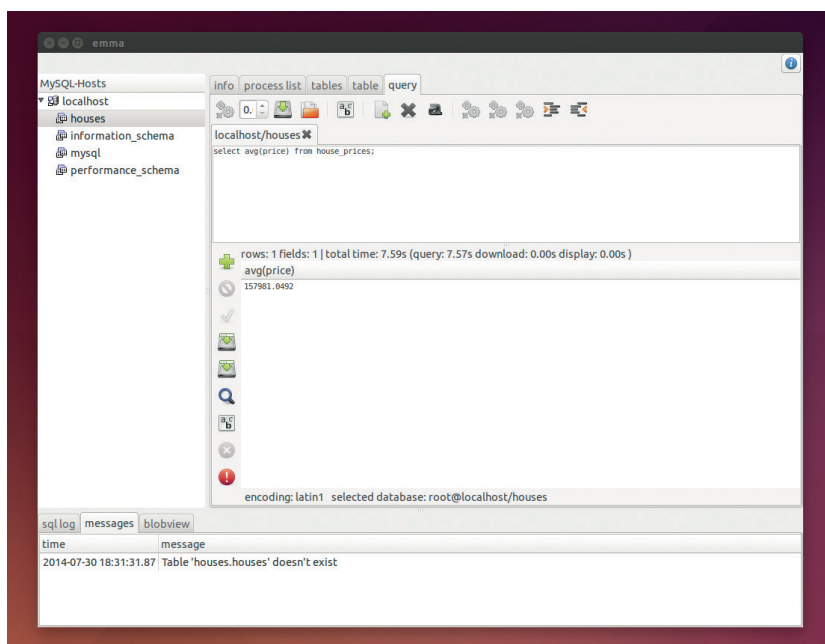 emma
MySQL-Hosts
localhost
houses
information_schema
mysql
performance_schema
info process list tables table query
0.
localhost/houses
select avg(price) from house_prices;
rows: 1 fields: 1 | total time: 7.59s (query: 7.57s download: 0.00s display: 0.00s )
avg(price)
157981.0492
encoding: latin1 selected database: root@localhost/houses
sql log messages blobview
time message
2014-07-30 18:31:31.87 Table 'houses.houses' doesn't exist